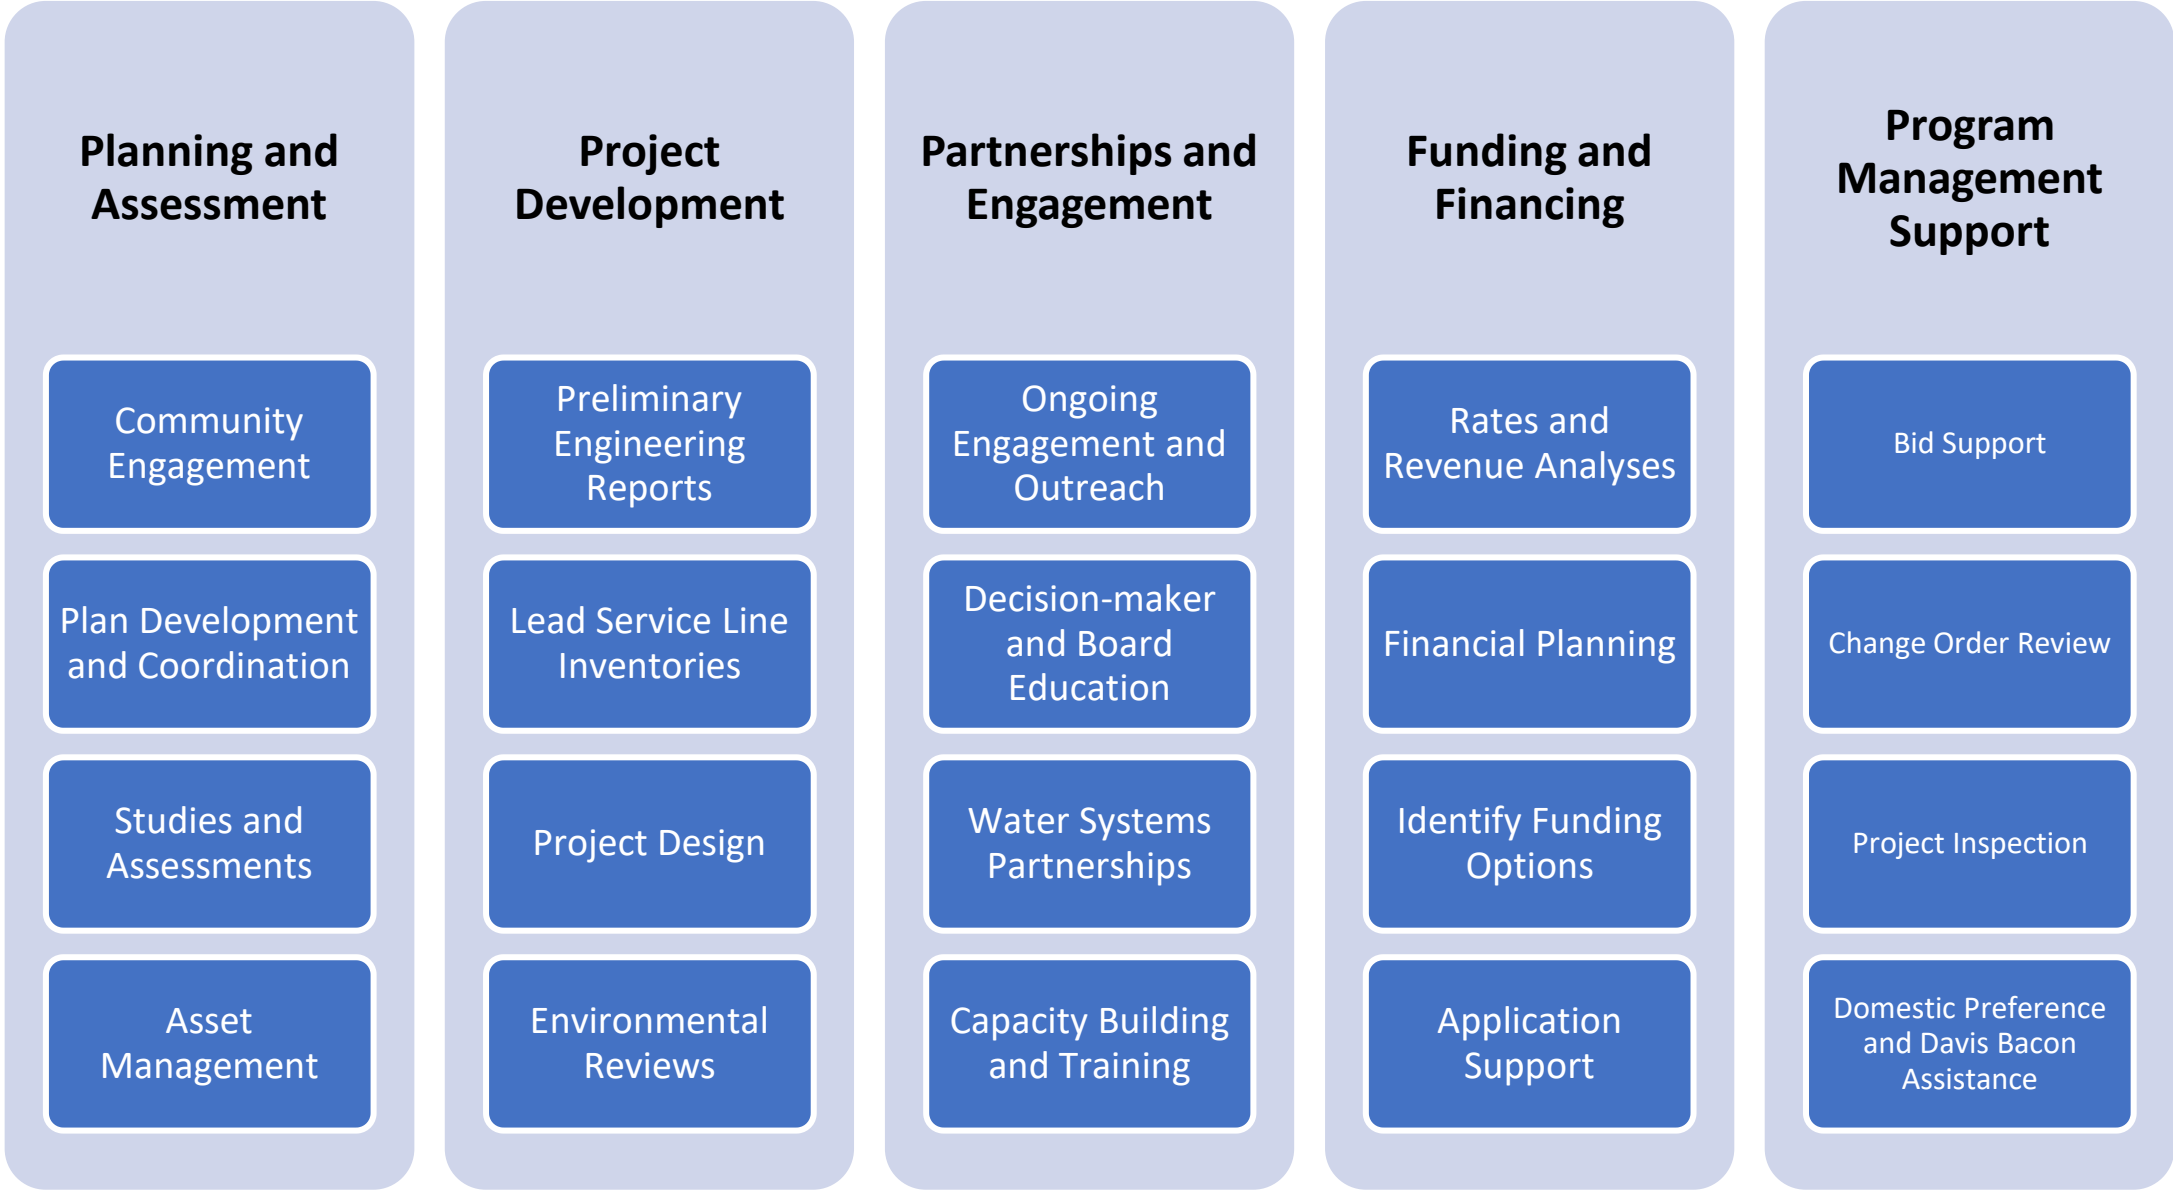 Planning and
Assessment
Community
Engagement
Plan Development
and Coordination
Studies and
Assessments
Asset
Management
Project
Development
Preliminary
Engineering
Reports
Lead Service Line
Inventories
Project Design
Environmental
Reviews
Partnerships and
Engagement
Ongoing
Engagement and
Outreach
Decision-maker
and Board
Education
Water Systems
Partnerships
Capacity Building
and Training
Funding and
Financing
Rates and
Revenue Analyses
Financial Planning
Identify Funding
Options
Application
Support
Program
Management
Support
Bid Support
Change Order Review
Project Inspection
Domestic Preference
and Davis Bacon
Assistance